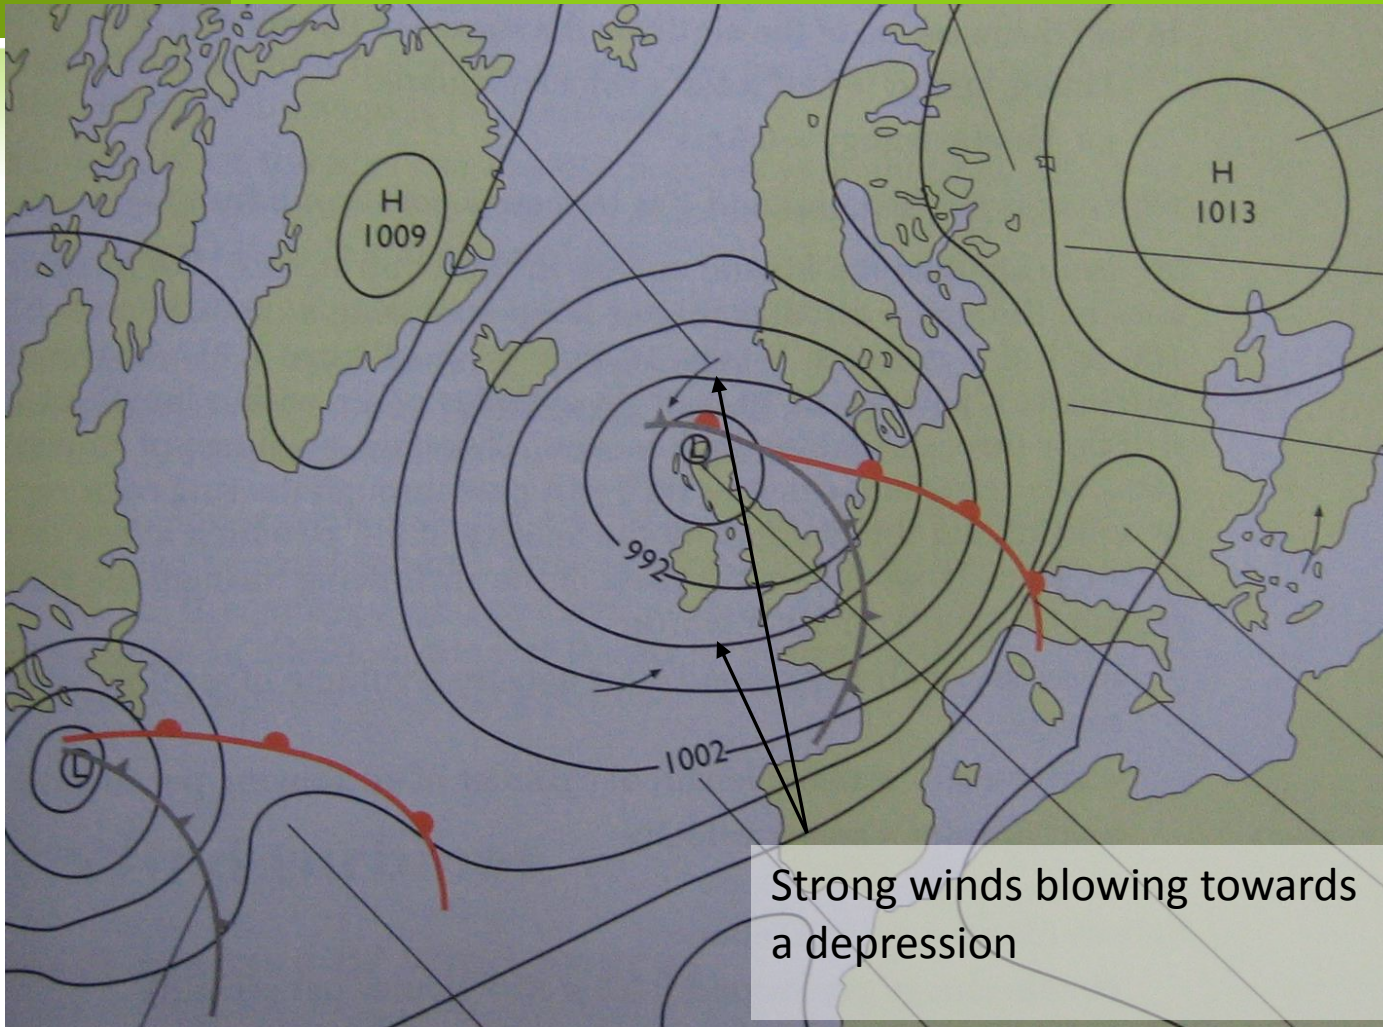 H
1009
H
1013
L
992
1002
L
Strong winds blowing towards
a depression